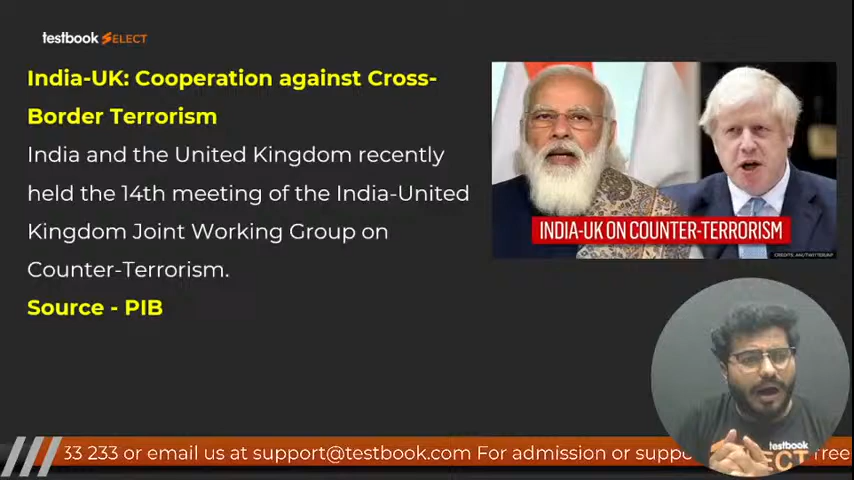 testbook SELECT
India-UK: Cooperation against Cross-
Border Terrorism
India and the United Kingdom recently
held the 14th meeting of the India-United
Kingdom Joint Working Group on
Counter-Terrorism.
Source - PIB
INDIA-UK ON COUNTER-TERRORISM
testbook
ECT
33 233 or email us at support@testbook.com For admission or suppo
free